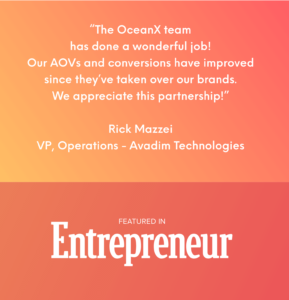 "The OceanX team
has done a wonderful job!
Our AOVs and conversions have improved
since they've taken over our brands.
We appreciate this partnership!"
Rick Mazzei
VP, Operations - Avadim Technologies
FEATURED IN
Entrepreneur